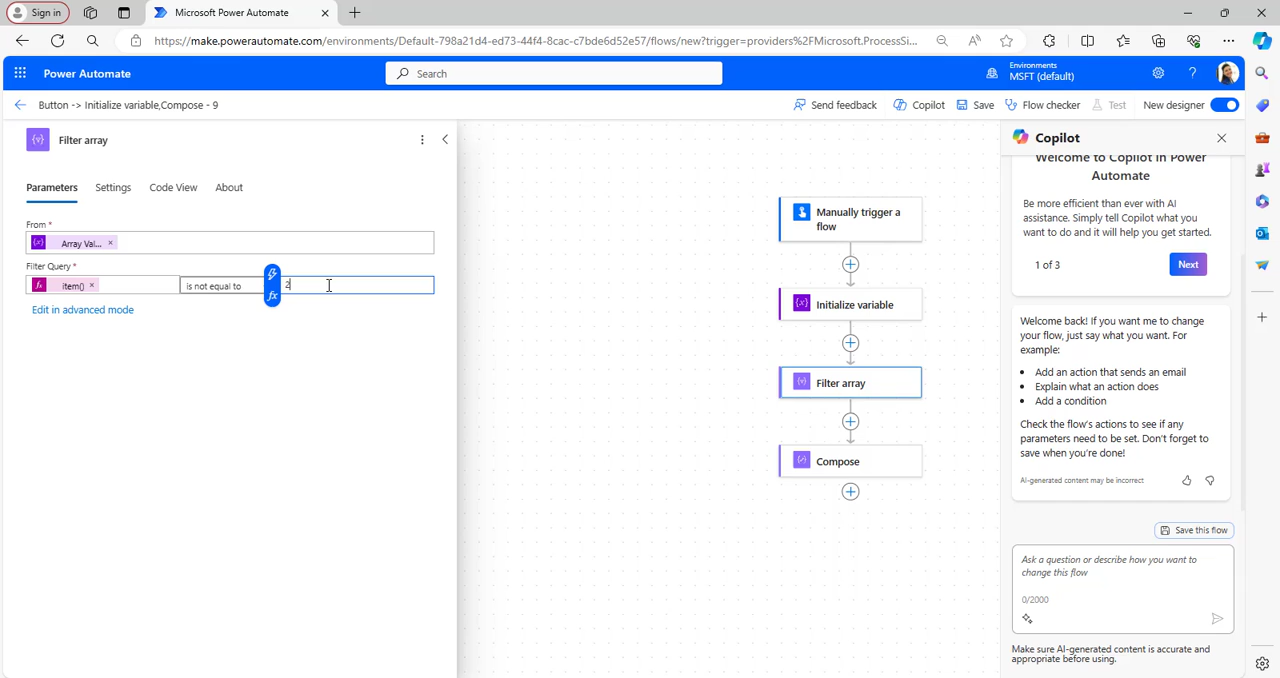 Sign in
Microsoft Power Automate
https://make.powerautomate.com/environments/Default-798a21d4-ed73-44f4-8cac-c7bde6d52e57/flows/new?trigger=providers%2FMicrosoft.ProcessSi...
Power Automate
Search
Environments
MSFT (default)
Button -> Initialize variable,Compose - 9
Send feedback
Copilot
Save
Flow checker
Test
New designer
Filter array
Parameters
Settings
Code View
About
From *
Array Val...
Filter Query *
item()
is not equal to
2
Edit in advanced mode
Manually trigger a
flow
Initialize variable
Filter array
Compose
Copilot
Welcome to Copilot in Power
Automate
Be more efficient than ever with AI
assistance. Simply tell Copilot what you
want to do and it will help you get started.
1 of 3
Next
Welcome back! If you want me to change
your flow, just say what you want. For
example:
• Add an action that sends an email
• Explain what an action does
• Add a condition
Check the flow's actions to see if any
parameters need to be set. Don't forget to
save when you're done!
AI-generated content may be incorrect
Save this flow
Ask a question or describe how you want to
change this flow
0/2000
Make sure AI-generated content is accurate and
appropriate before using.